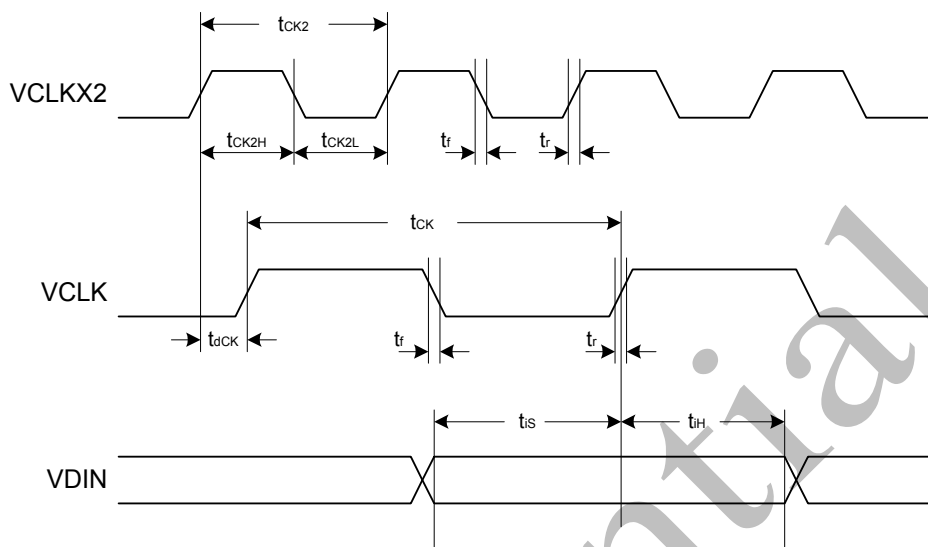 tCK2
VCLKX2
tCK2H
tCK2L
tf
tr
tCK
VCLK
tdCK
tf
tr
tiS
tiH
VDIN